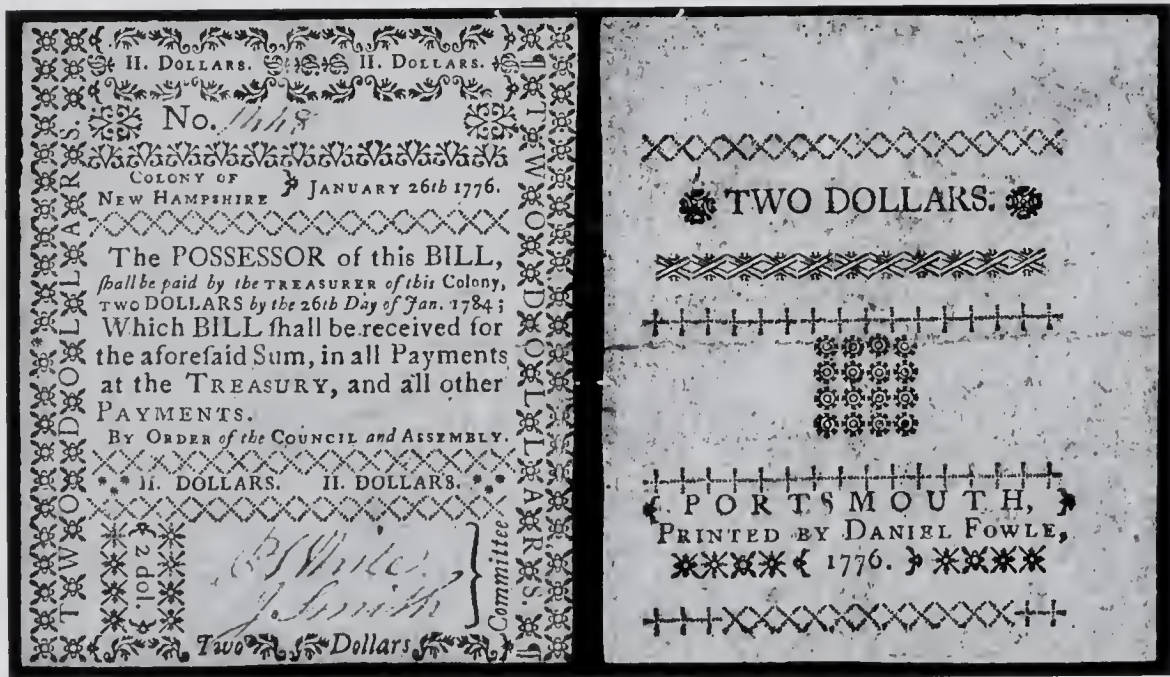 II. DOLLARS. II. DOLLARS.
No.
COLONY OF
NEW HAMPSHIRE } JANUARY 26th 1776.
The POSSESSOR of this BILL,
ſhall be paid by the TREASURER of this Colony,
TWO DOLLARS by the 26th Day of Jan. 1784;
Which BILL ſhall be received for
the aforeſaid Sum, in all Payments
at the TREASURY, and all other
PAYMENTS.
BY ORDER of the COUNCIL and ASSEMBLY.
II. DOLLARS. II. DOLLARS.
{ 2 dol. }
J. Smith
} Committee
Two Dollars
TWO DOLLARS.
TWO DOLLARS.
TWO DOLLARS.
PORTSMOUTH,
PRINTED BY DANIEL FOWLE,
1776.